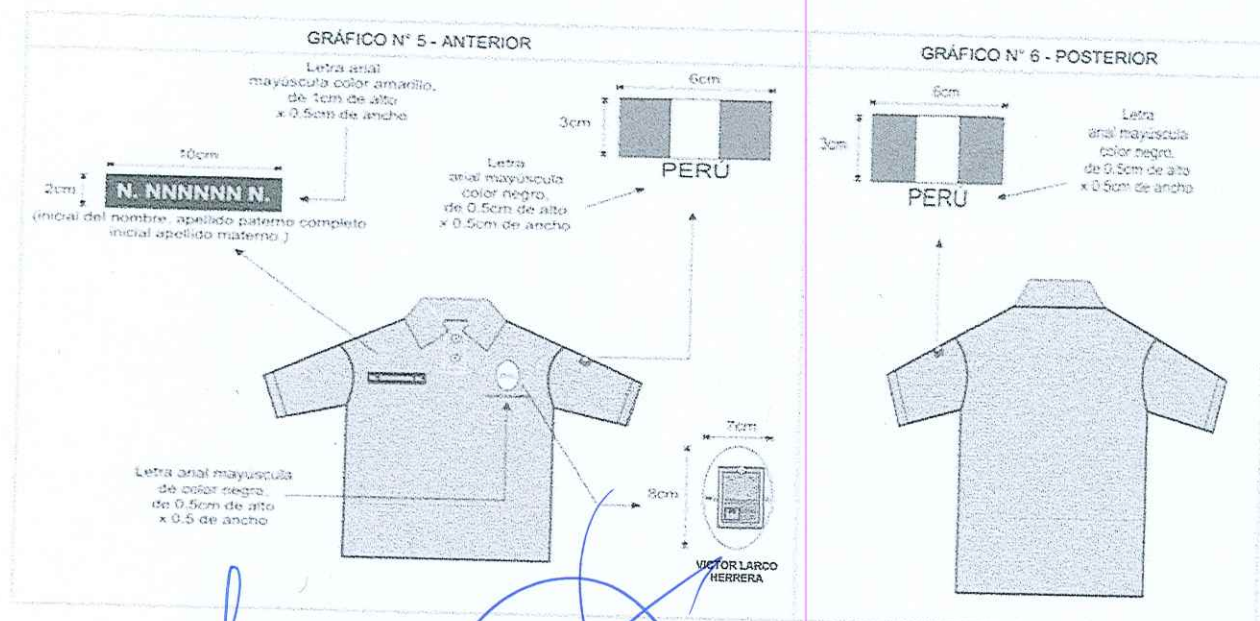 GRÁFICO N° 5 - ANTERIOR
Letra arial
mayúscula color amarillo,
de 1cm de alto
x 0.5cm de ancho
10cm
2cm
N. NNNNNN N.
(inicial del nombre, apellido paterno completo
inicial apellido materno.)
6cm
3cm
PERÚ
Letra
arial mayúscula
color negro,
de 0.5cm de alto
x 0.5cm de ancho
Letra arial mayúscula
de color negro,
de 0.5cm de alto
x 0.5 de ancho
7cm
8cm
VICTOR LARCO
HERRERA
GRÁFICO N° 6 - POSTERIOR
6cm
3cm
PERÚ
Letra
arial mayúscula
color negro,
de 0.5cm de alto
x 0.5cm de ancho